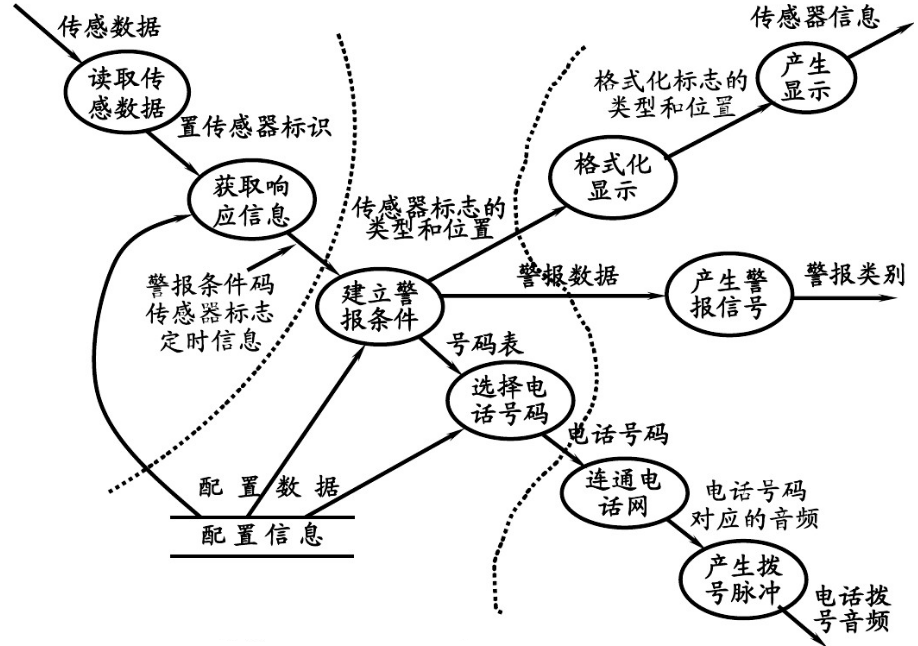 传感数据
读取传
感数据
置传感器标识
获取响
应信息
警报条件码
传感器标志
定时信息
传感器标志的
类型和位置
建立警
报条件
格式化
显示
格式化标志的
类型和位置
产生
显示
传感器信息
警报数据
产生警
报信号
警报类别
号码表
选择电
话号码
电话号码
连通电
话网
电话号码
对应的音频
产生拨
号脉冲
电话拨
号音频
配置数据
配置信息